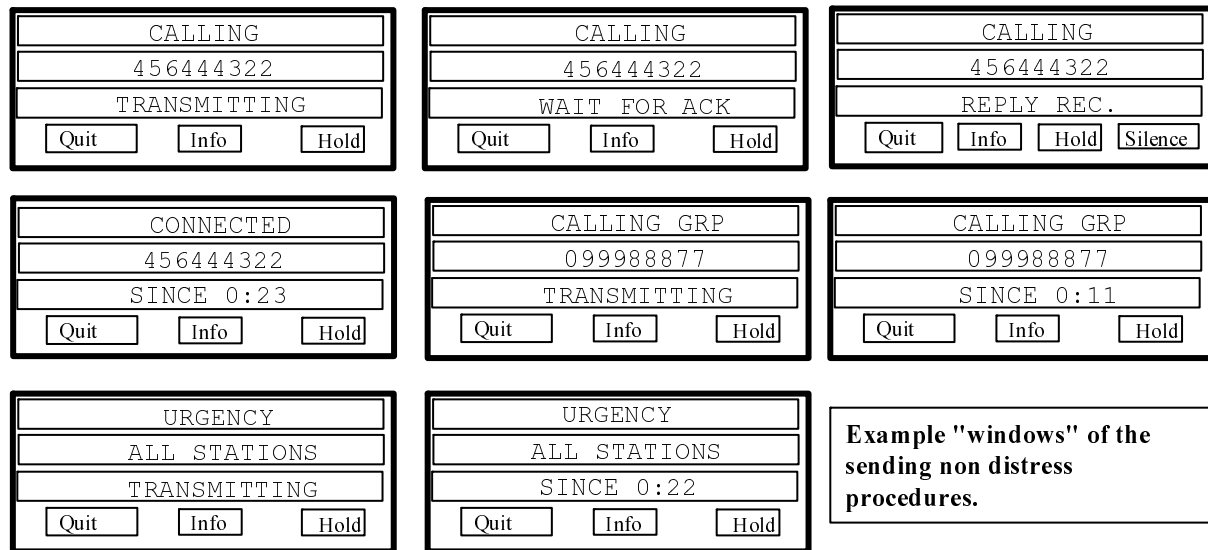 CALLING
456444322
TRANSMITTING
Quit Info Hold
CALLING
456444322
WAIT FOR ACK
Quit Info Hold
CALLING
456444322
REPLY REC.
Quit Info Hold Silence
CONNECTED
456444322
SINCE 0:23
Quit Info Hold
CALLING GRP
099988877
TRANSMITTING
Quit Info Hold
CALLING GRP
099988877
SINCE 0:11
Quit Info Hold
URGENCY
ALL STATIONS
TRANSMITTING
Quit Info Hold
URGENCY
ALL STATIONS
SINCE 0:22
Quit Info Hold
Example "windows" of the
sending non distress
procedures.